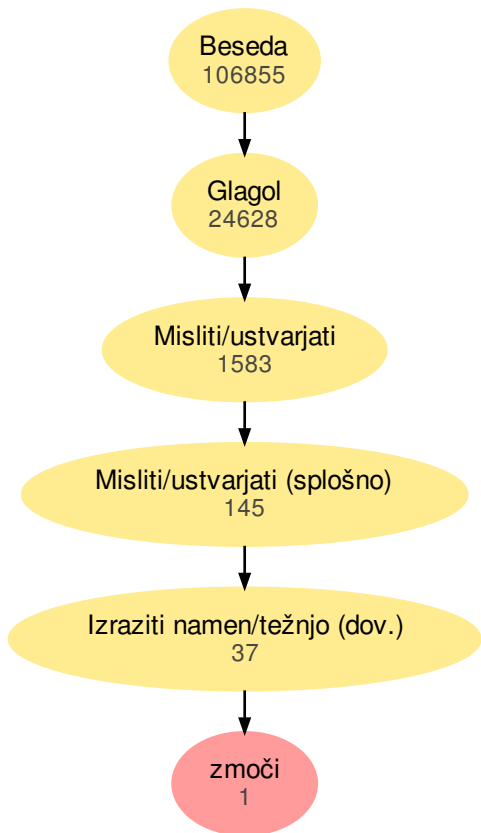 Beseda
106855
Glagol
24628
Misliti/ustvarjati
1583
Misliti/ustvarjati (splošno)
145
Izraziti namen/težnjo (dov.)
37
zmoči
1